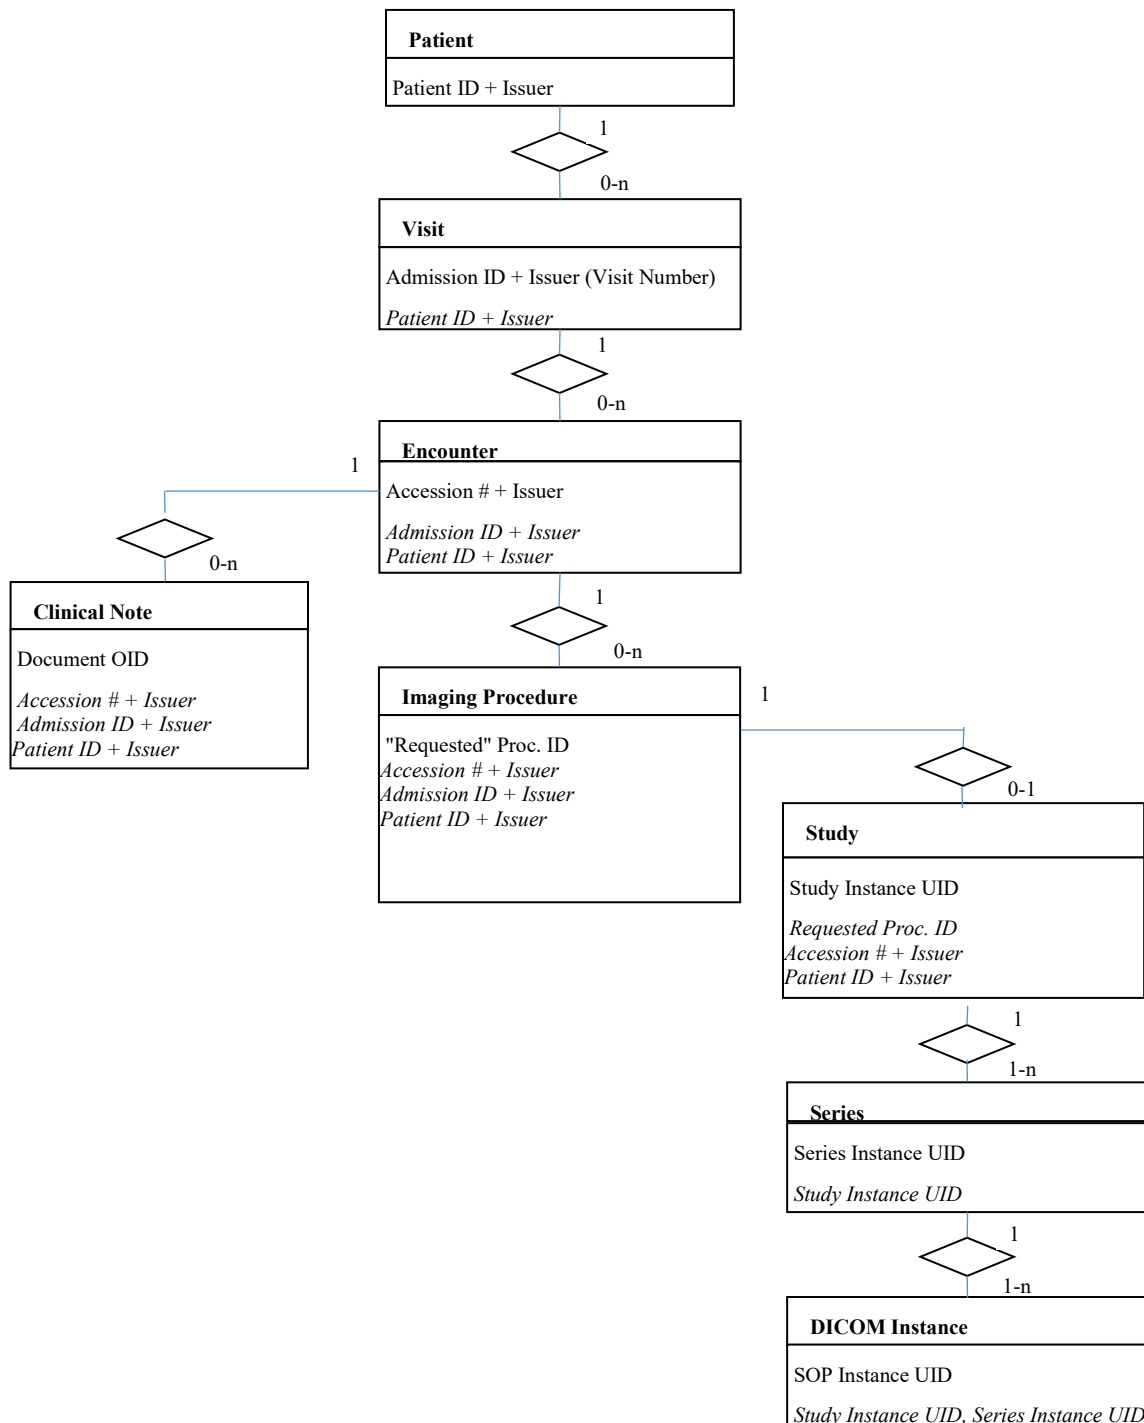 Patient
Patient ID + Issuer
1
0-n
Visit
Admission ID + Issuer (Visit Number)
Patient ID + Issuer
1
0-n
Encounter
1
Accession # + Issuer
Admission ID + Issuer
Patient ID + Issuer
0-n
Clinical Note
Document OID
Accession # + Issuer
Admission ID + Issuer
Patient ID + Issuer
1
0-n
Imaging Procedure
1
"Requested" Proc. ID
Accession # + Issuer
Admission ID + Issuer
Patient ID + Issuer
0-1
Study
Study Instance UID
Requested Proc. ID
Accession # + Issuer
Patient ID + Issuer
1
1-n
Series
Series Instance UID
Study Instance UID
1
1-n
DICOM Instance
SOP Instance UID
Study Instance UID, Series Instance UID